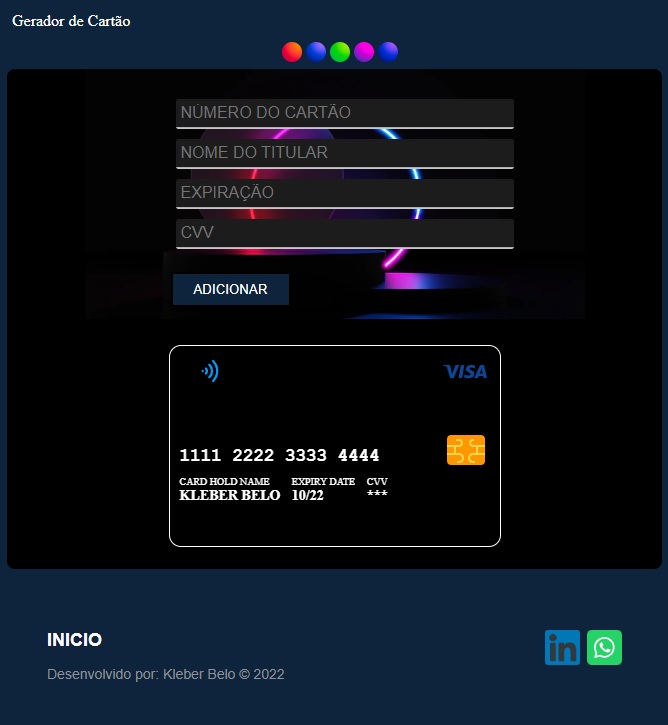 Gerador de Cartão
NÚMERO DO CARTÃO
NOME DO TITULAR
EXPIRAÇÃO
CVV
ADICIONAR
VISA
1111 2222 3333 4444
CARD HOLD NAME EXPIRY DATE CVV
KLEBER BELO 10/22 ***
INICIO
in
Desenvolvido por: Kleber Belo © 2022